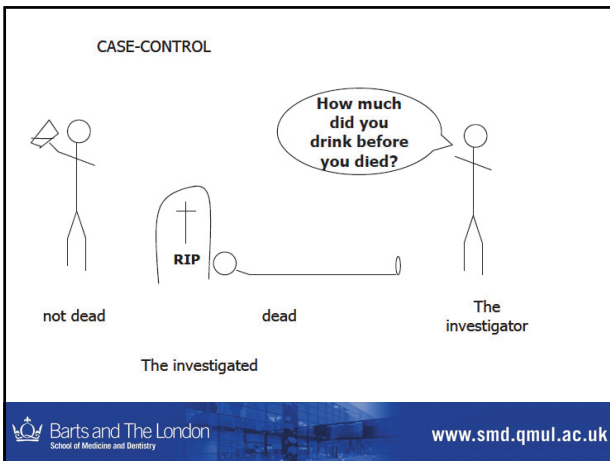 CASE-CONTROL
How much
did you
drink before
you died?
RIP
not dead
dead
The
investigator
The investigated
Barts and The London
School of Medicine and Dentistry
www.smd.qmul.ac.uk